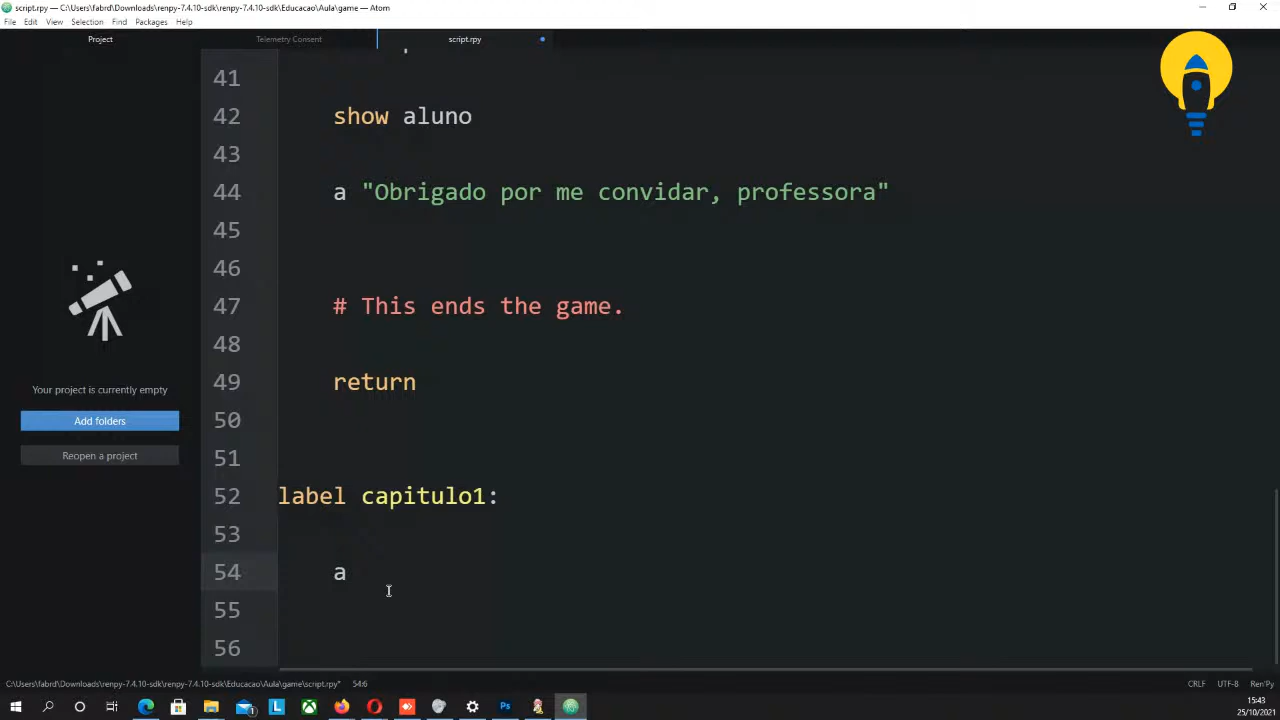 script.rpy — C:\Users\fabrd\Downloads\renpy-7.4.10-sdk\renpy-7.4.10-sdk\Educacao\Aula\game — Atom
File Edit View Selection Find Packages Help
Project
Telemetry Consent
script.rpy
41
42 show aluno
43
44 a "Obrigado por me convidar, professora"
45
46
47 # This ends the game.
48
49 return
50
51
52 label capitulo1:
53
54 a
55
56
Your project is currently empty
Add folders
Reopen a project
C:\Users\fabrd\Downloads\renpy-7.4.10-sdk\renpy-7.4.10-sdk\Educacao\Aula\game\script.rpy* 54:6 CRLF UTF-8 Ren'Py
15:43
25/10/2021